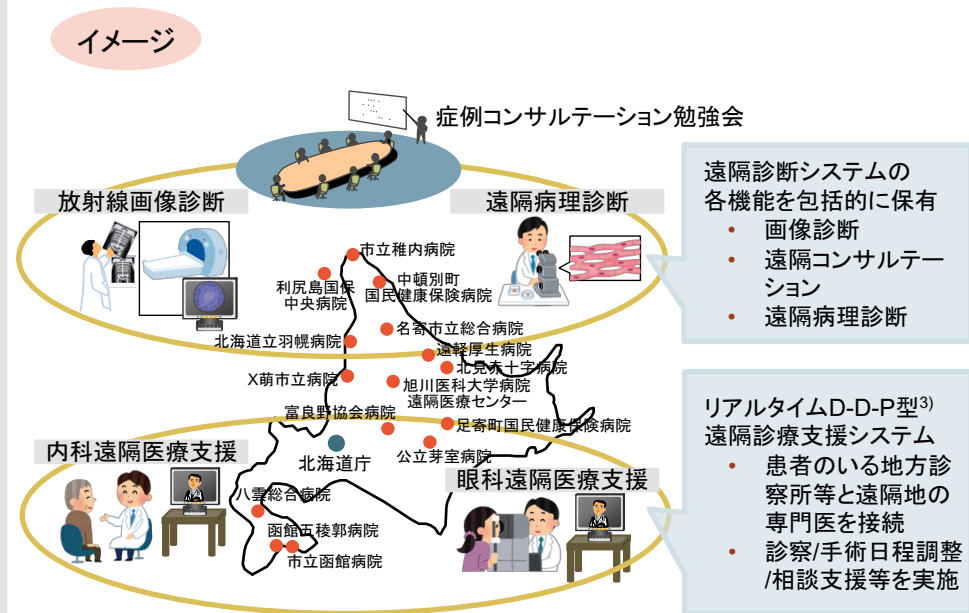 イメージ
症例コンサルテーション勉強会
放射線画像診断
遠隔病理診断
市立稚内病院
利尻島国保
中央病院
中頓別町
国民健康保険病院
名寄市立総合病院
北海道立羽幌病院
遠軽厚生病院
北見赤十字病院
X萌市立病院
旭川医科大学病院
遠隔医療センター
富良野協会病院
足寄町国民健康保険病院
北海道庁
公立芽室病院
内科遠隔医療支援
眼科遠隔医療支援
八雲総合病院
函館五稜郭病院
市立函館病院
遠隔診断システムの
各機能を包括的に保有
• 画像診断
• 遠隔コンサルテー
ション
• 遠隔病理診断
リアルタイムD-D-P型3)
遠隔診療支援システム
• 患者のいる地方診
察所等と遠隔地の
専門医を接続
• 診察/手術日程調整
/相談支援等を実施